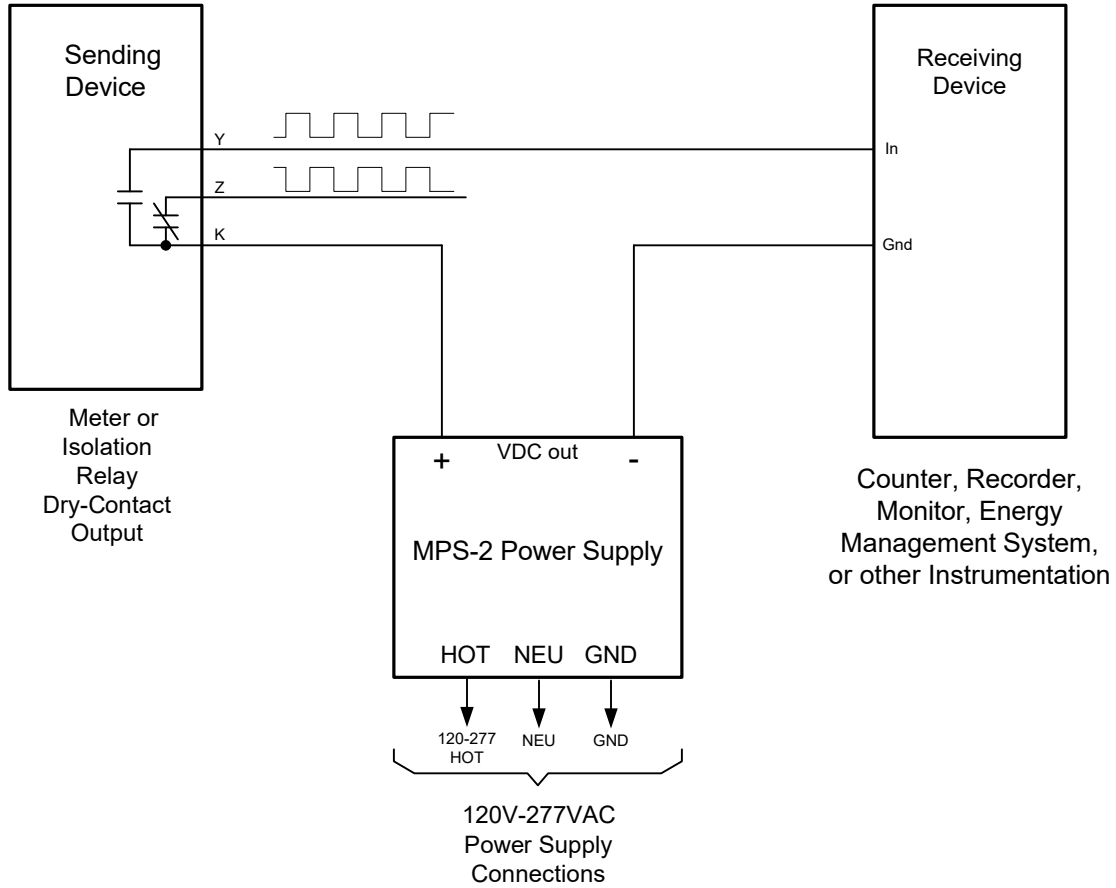 Sending
Device
Receiving
Device
Y
Z
K
In
Gnd
Meter or
Isolation
Relay
Dry-Contact
Output
Counter, Recorder,
Monitor, Energy
Management System,
or other Instrumentation
+ VDC out -
MPS-2 Power Supply
HOT NEU GND
120-277
HOT
NEU
GND
120V-277VAC
Power Supply
Connections